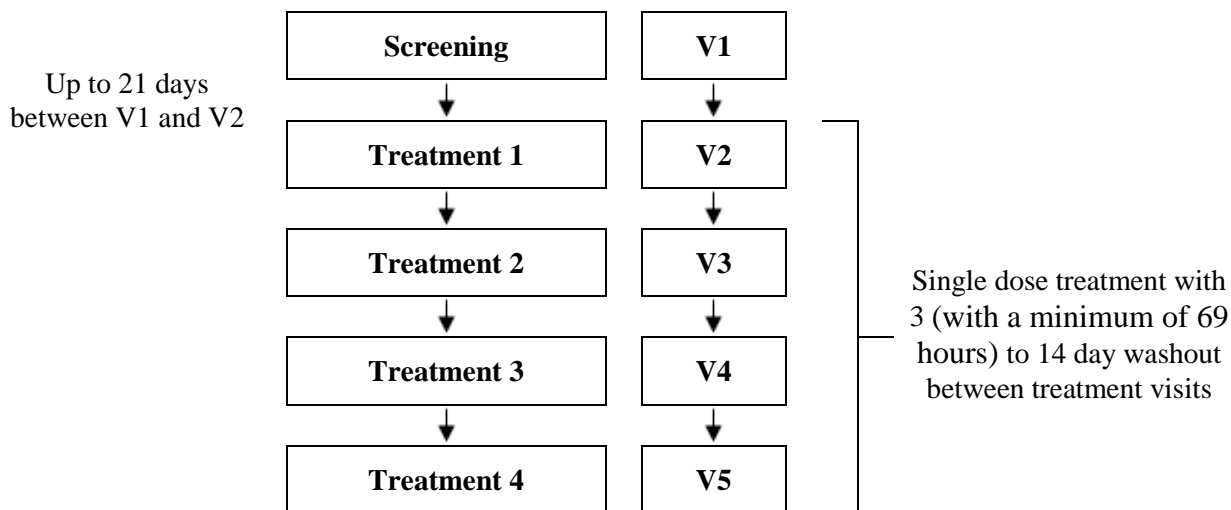 Screening
V1
Up to 21 days
between V1 and V2
Treatment 1
V2
Treatment 2
V3
Single dose treatment with
3 (with a minimum of 69
hours) to 14 day washout
between treatment visits
Treatment 3
V4
Treatment 4
V5